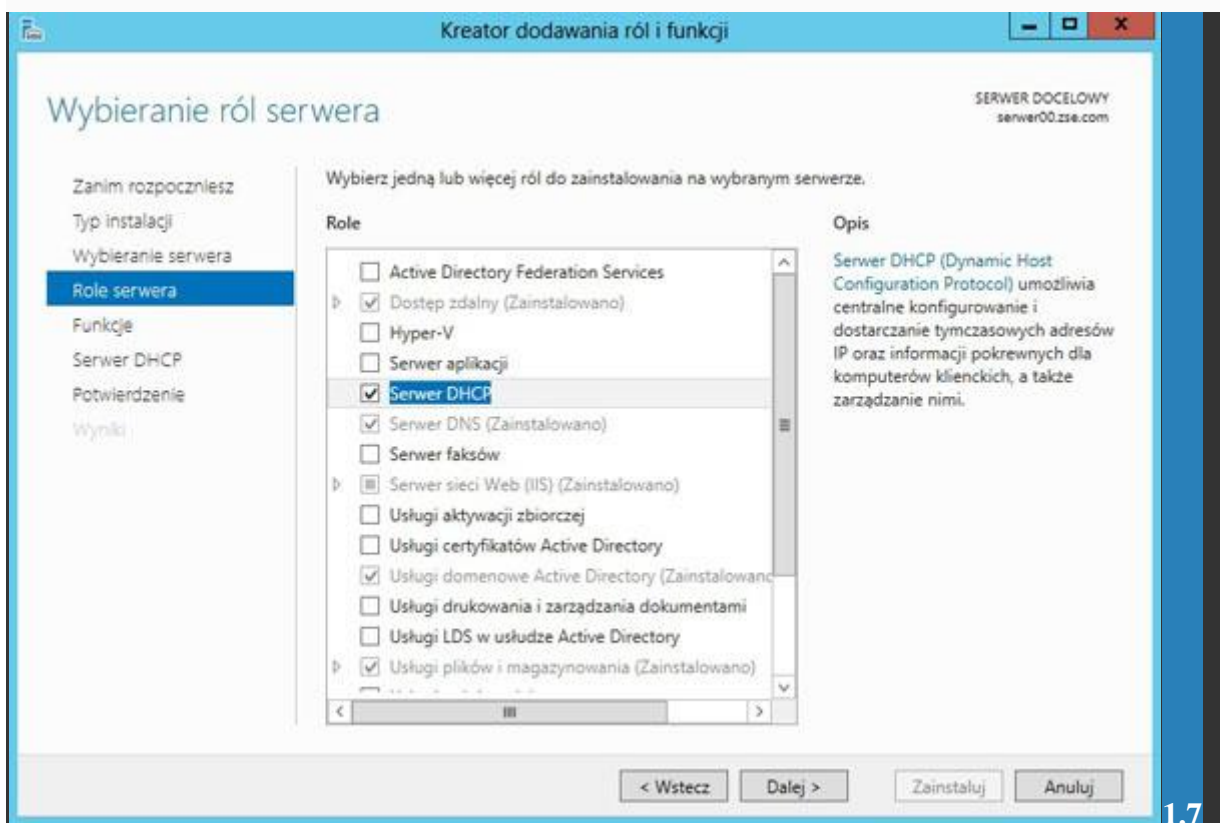 Kreator dodawania ról i funkcji
Wybieranie ról serwera
SERWER DOCELOWY
serwer00.zse.com
Zanim rozpoczniesz
Typ instalacji
Wybieranie serwera
Role serwera
Funkcje
Serwer DHCP
Potwierdzenie
Wyniki
Wybierz jedną lub więcej ról do zainstalowania na wybranym serwerze.
Role
Active Directory Federation Services
Dostęp zdalny (Zainstalowano)
Hyper-V
Serwer aplikacji
Serwer DHCP
Serwer DNS (Zainstalowano)
Serwer faksów
Serwer sieci Web (IIS) (Zainstalowano)
Usługi aktywacji zbiorczej
Usługi certyfikatów Active Directory
Usługi domenowe Active Directory (Zainstalowano
Usługi drukowania i zarządzania dokumentami
Usługi LDS w usłudze Active Directory
Usługi plików i magazynowania (Zainstalowano)
Opis
Serwer DHCP (Dynamic Host
Configuration Protocol) umożliwia
centralne konfigurowanie i
dostarczanie tymczasowych adresów
IP oraz informacji pokrewnych dla
komputerów klienckich, a także
zarządzanie nimi.
< Wstecz
Dalej >
Zainstaluj
Anuluj
1.7